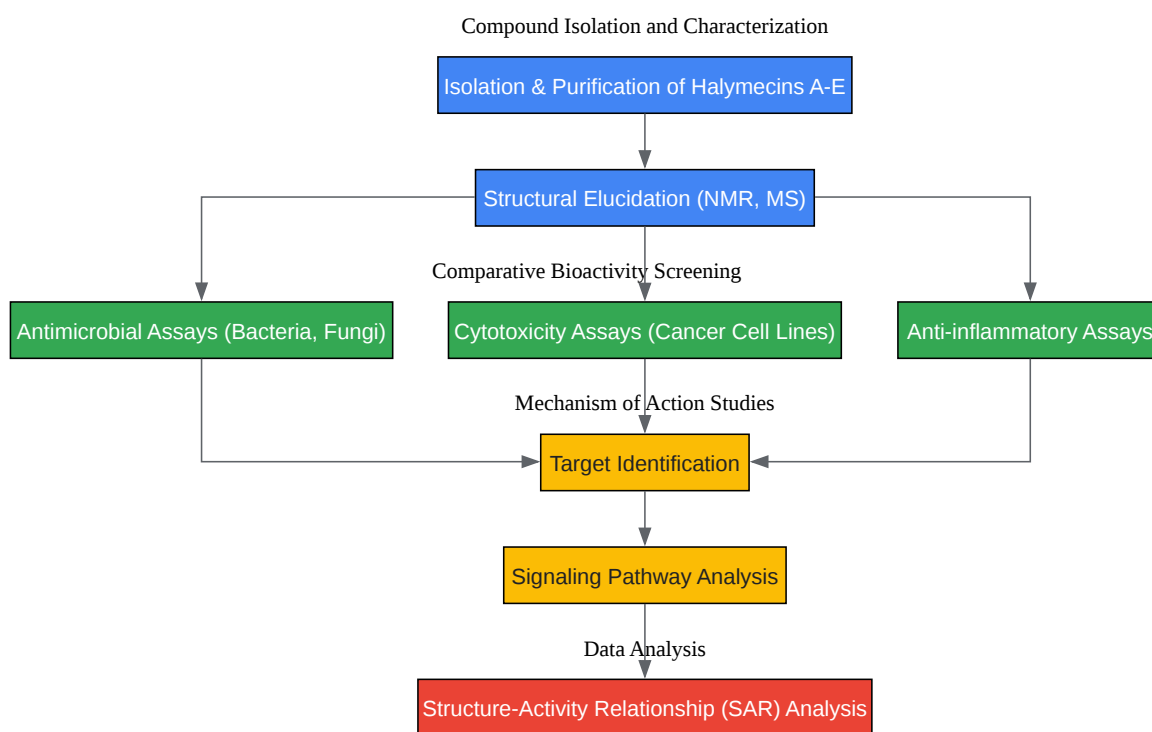 Compound Isolation and Characterization
Isolation & Purification of Halymecins A-E
Structural Elucidation (NMR, MS)
Comparative Bioactivity Screening
Antimicrobial Assays (Bacteria, Fungi)
Cytotoxicity Assays (Cancer Cell Lines)
Anti-inflammatory Assays
Mechanism of Action Studies
Target Identification
Signaling Pathway Analysis
Data Analysis
Structure-Activity Relationship (SAR) Analysis